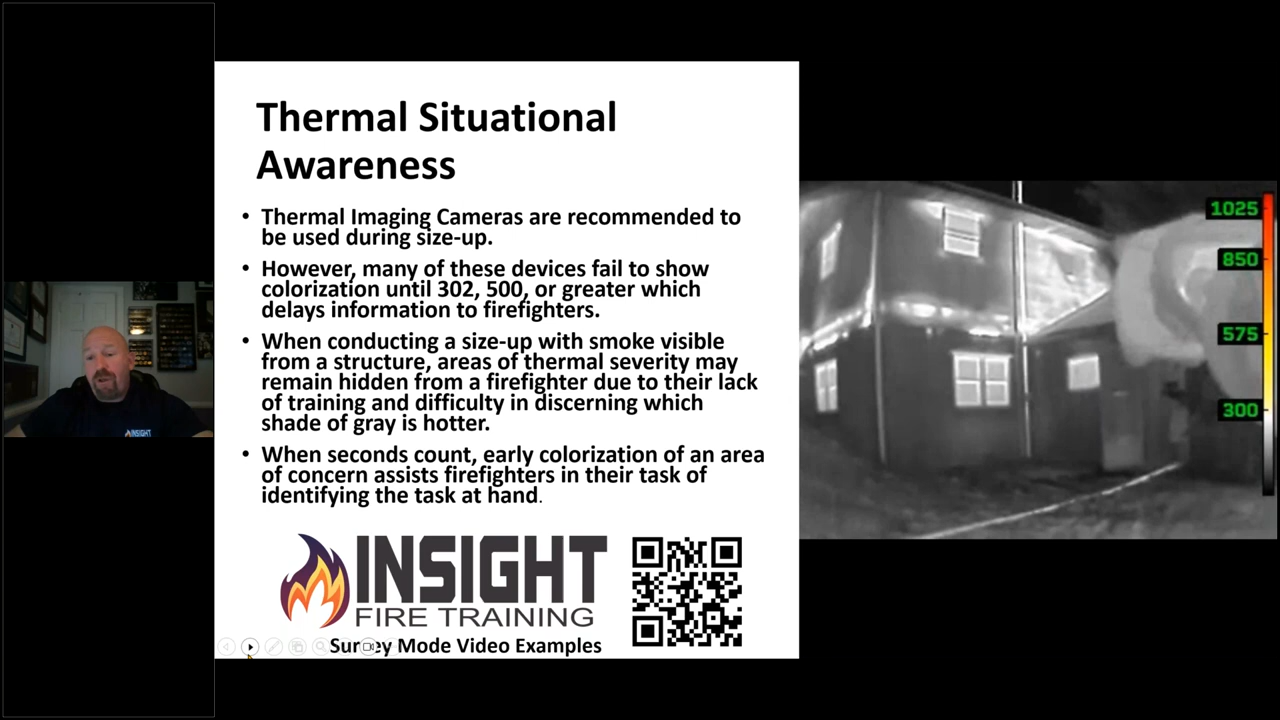 Thermal Situational
Awareness
• Thermal Imaging Cameras are recommended to
be used during size-up.
• However, many of these devices fail to show
colorization until 302, 500, or greater which
delays information to firefighters.
• When conducting a size-up with smoke visible
from a structure, areas of thermal severity may
remain hidden from a firefighter due to their lack
of training and difficulty in discerning which
shade of gray is hotter.
• When seconds count, early colorization of an area
of concern assists firefighters in their task of
identifying the task at hand.
INSIGHT
FIRE TRAINING
Survey Mode Video Examples
1025
850
575
300
INSIGHT